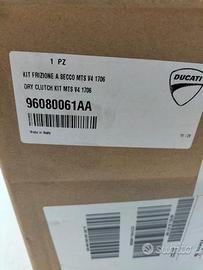 1 PZ
KIT FRIZIONE A SECCO MTS V4 1706
DRY CLUTCH KIT MTS V4 1706
96080061AA
Made in Italy
DUCATI
subito